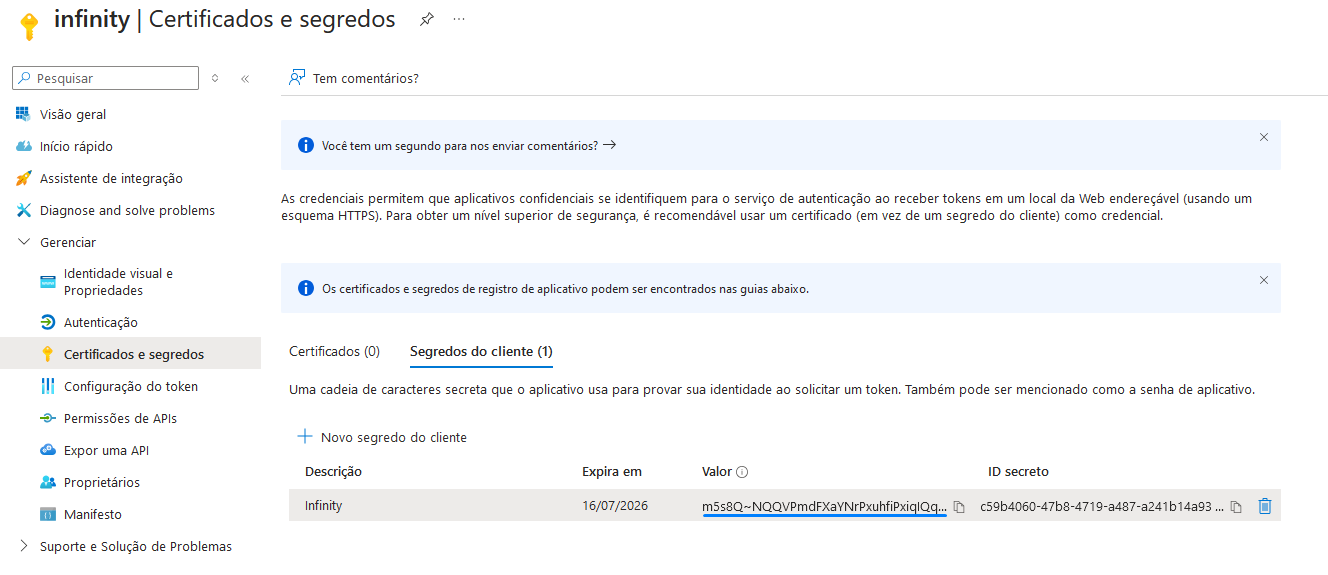 infinity | Certificados e segredos
Pesquisar
Tem comentários?
Visão geral
Início rápido
Assistente de integração
Diagnose and solve problems
Gerenciar
Identidade visual e
Propriedades
Autenticação
Certificados e segredos
Configuração do token
Permissões de APIs
Expor uma API
Proprietários
Manifesto
Suporte e Solução de Problemas
Você tem um segundo para nos enviar comentários?
As credenciais permitem que aplicativos confidenciais se identifiquem para o serviço de autenticação ao receber tokens em um local da Web endereçável (usando um
esquema HTTPS). Para obter um nível superior de segurança, é recomendável usar um certificado (em vez de um segredo do cliente) como credencial.
Os certificados e segredos de registro de aplicativo podem ser encontrados nas guias abaixo.
Certificados (0) Segredos do cliente (1)
Uma cadeia de caracteres secreta que o aplicativo usa para provar sua identidade ao solicitar um token. Também pode ser mencionado como a senha de aplicativo.
Novo segredo do cliente
Descrição Expira em Valor ID secreto
Infinity 16/07/2026 m5s8Q~NQQVPmdFXaYNrPxuhfiPxiqIQq... c59b4060-47b8-4719-a487-a241b14a93 ...